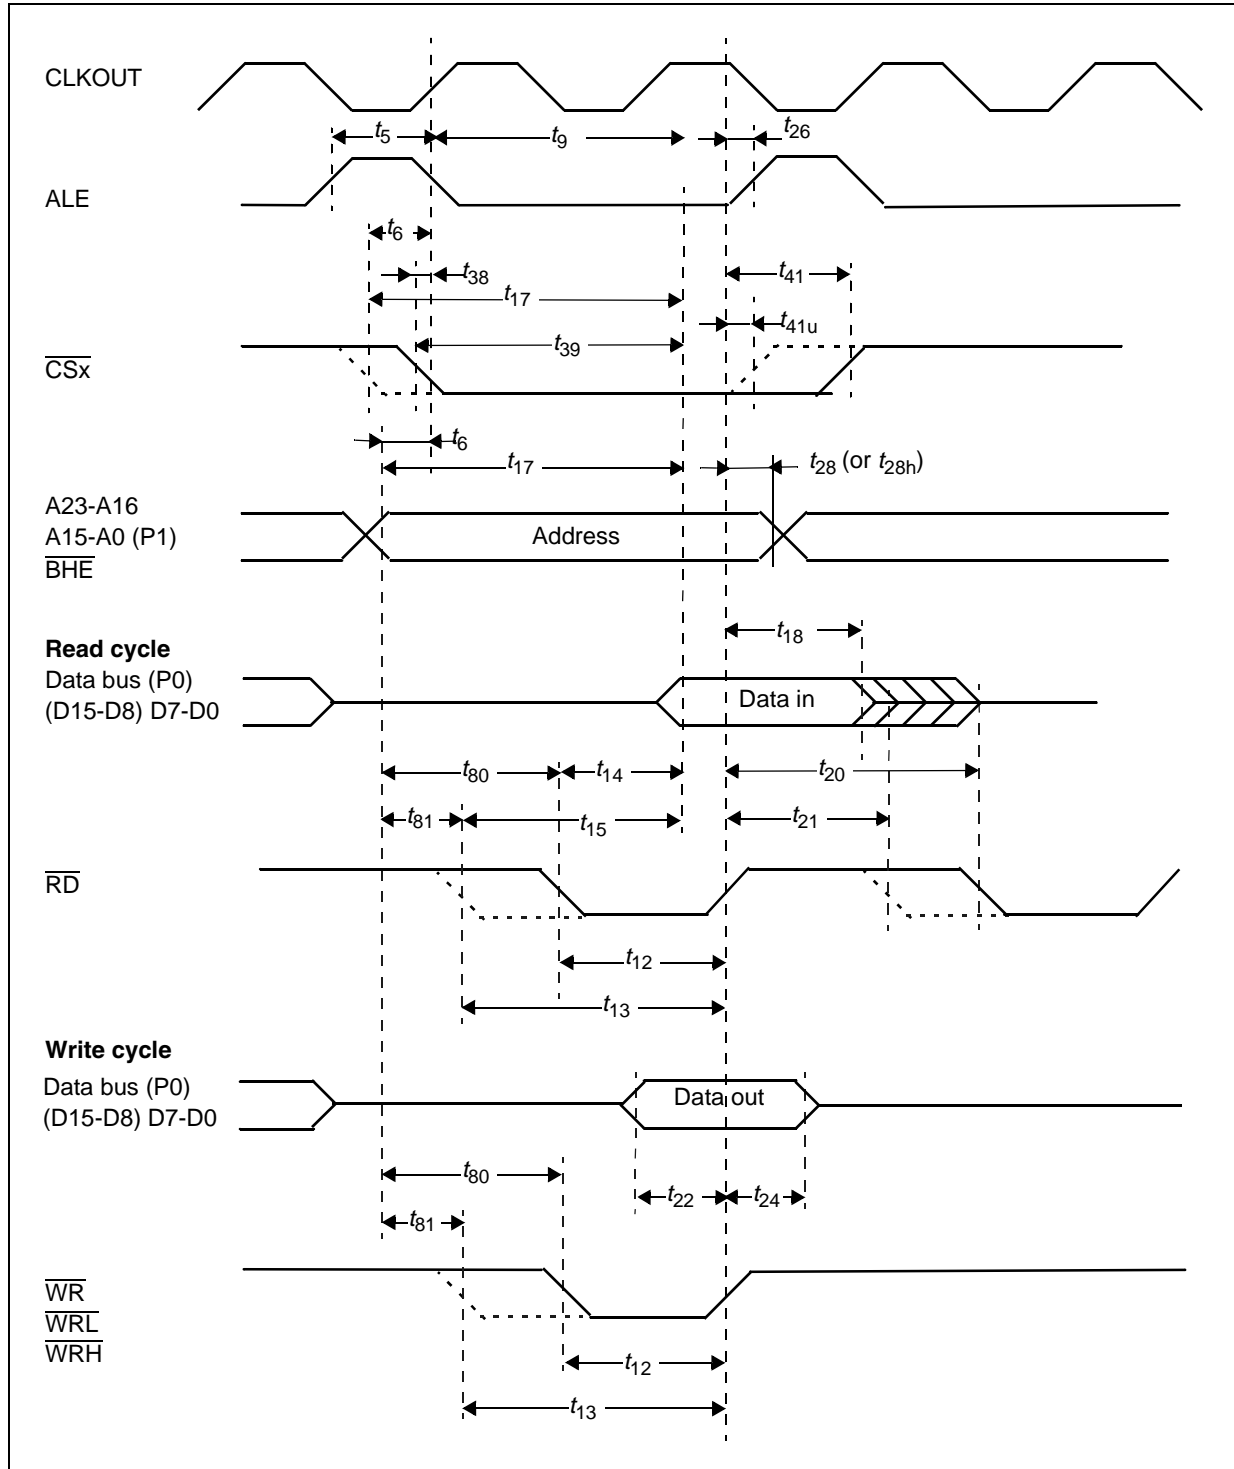 CLKOUT
t5
t9
t26
ALE
t6
t38
t41
t17
t41u
t39
CSx
t6
t17
t28 (or t28h)
A23-A16
A15-A0 (P1)
Address
BHE
t18
Read cycle
Data bus (P0)
Data in
(D15-D8) D7-D0
t80
t14
t20
t81
t15
t21
RD
t12
t13
Write cycle
Data bus (P0)
Data out
(D15-D8) D7-D0
t80
t22
t24
t81
WR
WRL
WRH
t12
t13